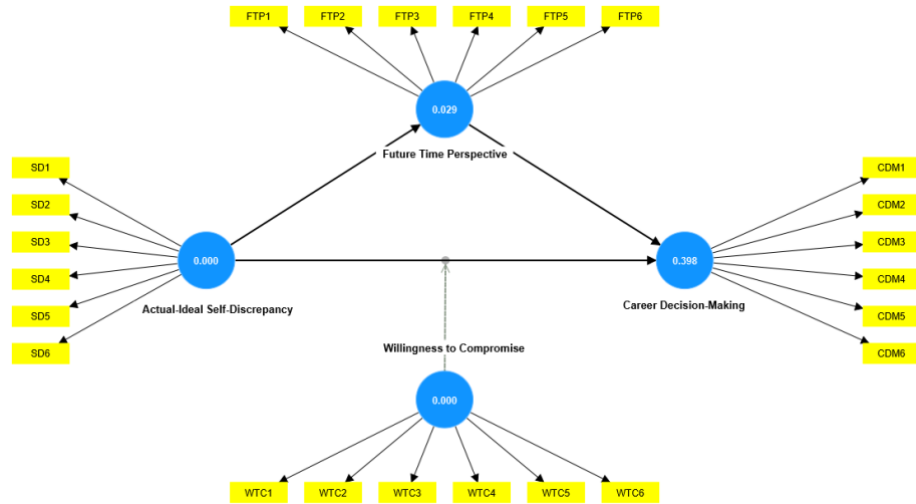 FTP1 FTP2 FTP3 FTP4 FTP5 FTP6
0.029
Future Time Perspective
SD1
SD2
SD3
SD4
SD5
SD6
0.000
Actual-Ideal Self-Discrepancy
CDM1
CDM2
CDM3
CDM4
CDM5
CDM6
0.398
Career Decision-Making
Willingness to Compromise
0.000
WTC1 WTC2 WTC3 WTC4 WTC5 WTC6